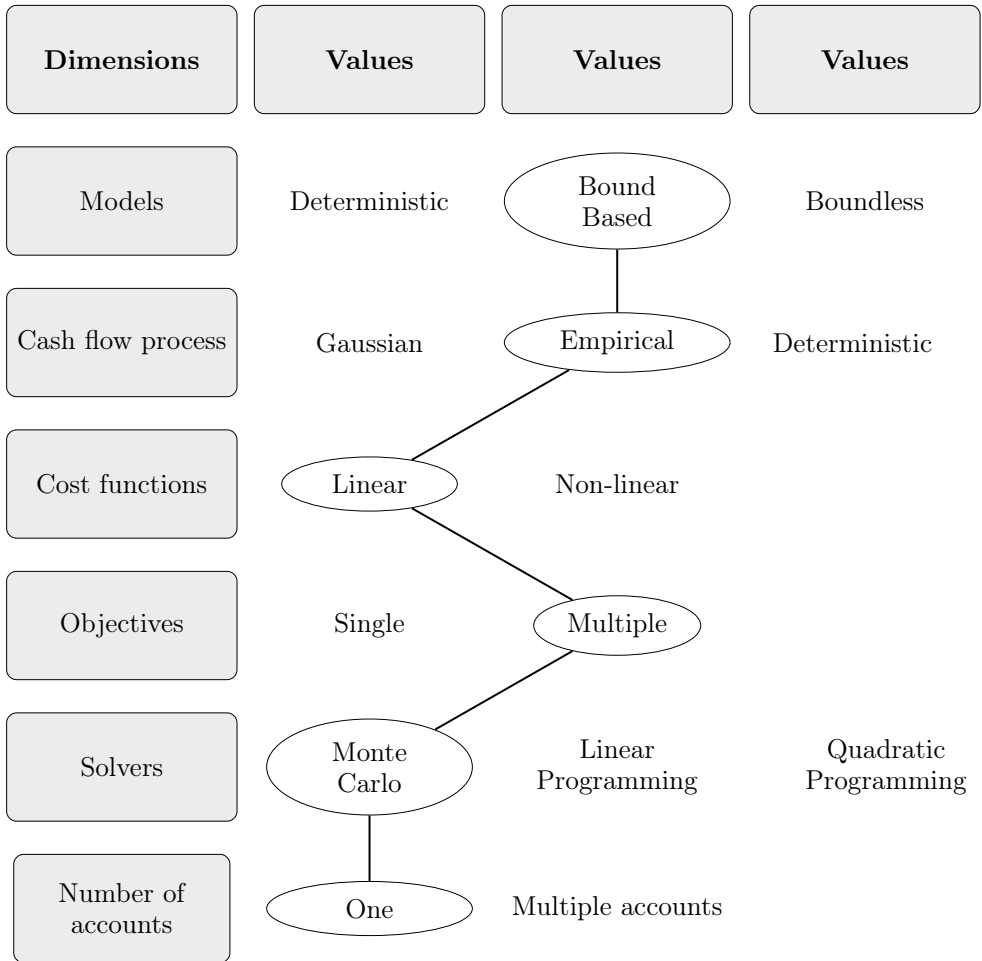 Dimensions
Values
Values
Values
Models
Deterministic
Bound
Based
Boundless
Cash flow process
Gaussian
Empirical
Deterministic
Cost functions
Linear
Non-linear
Objectives
Single
Multiple
Solvers
Monte
Carlo
Linear
Programming
Quadratic
Programming
Number of
accounts
One
Multiple accounts